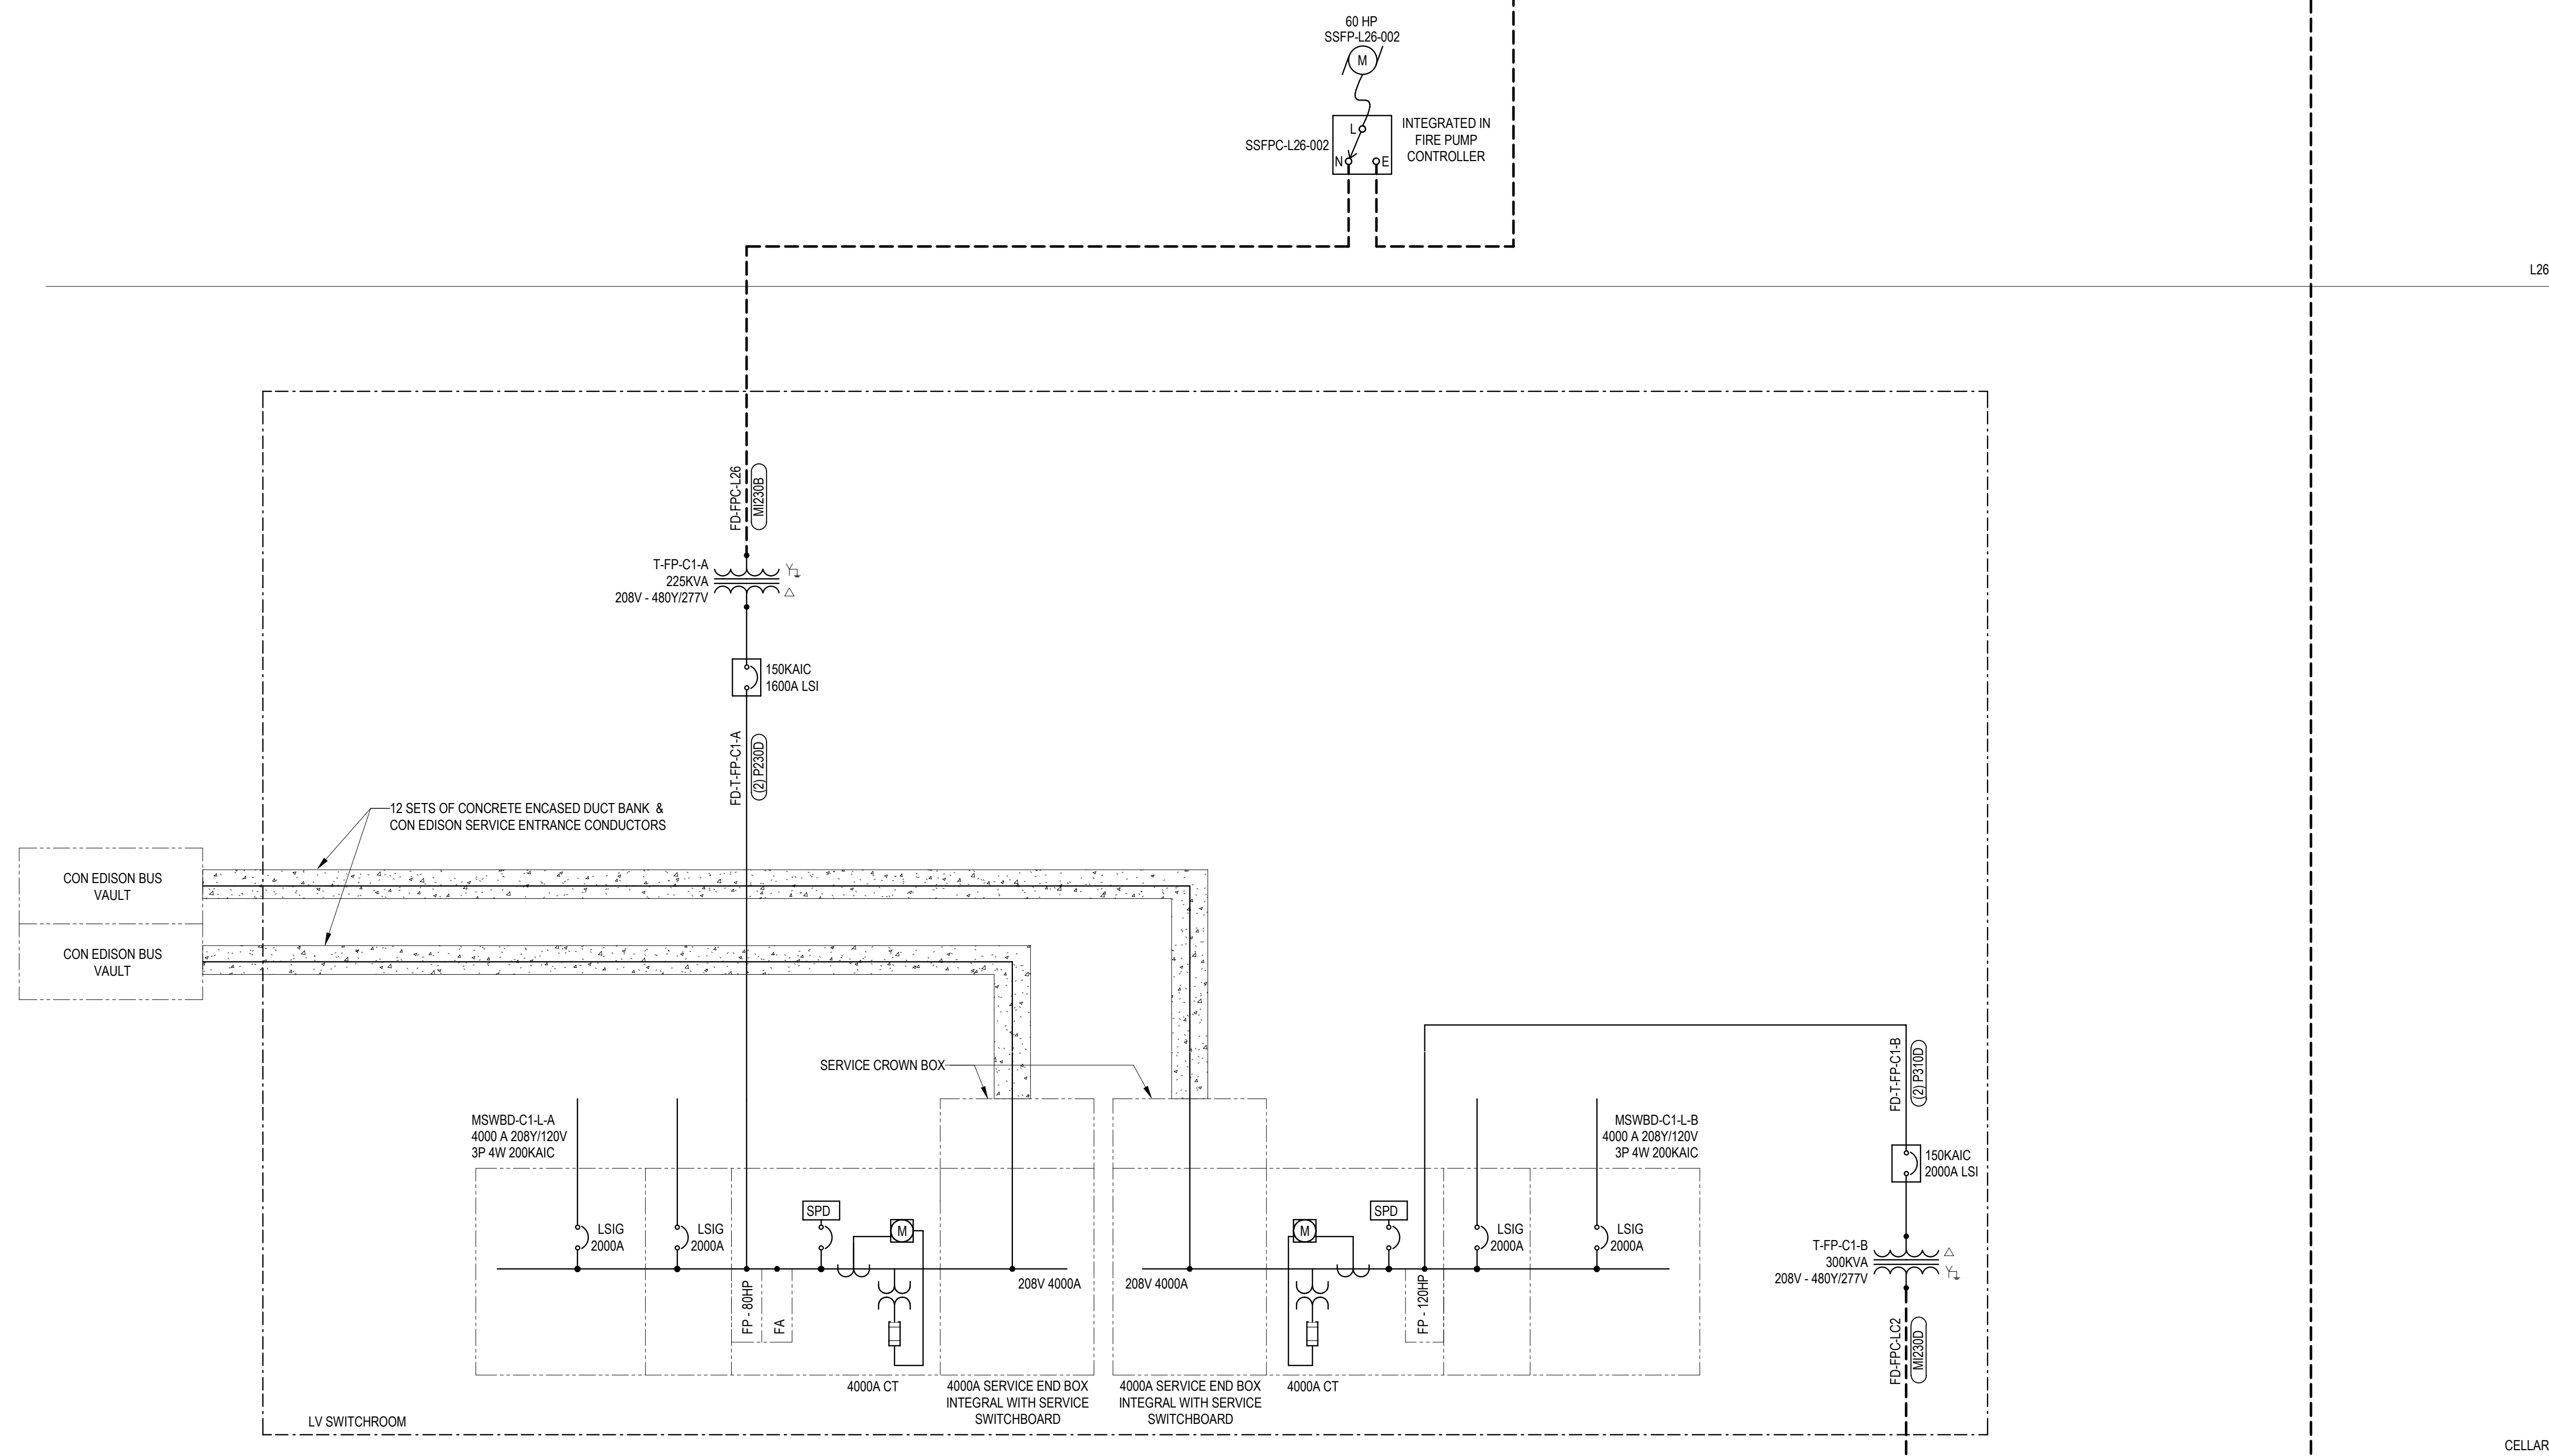 60 HP
SSFP-L26-002
M
SSFPC-L26-002
L
N
E
INTEGRATED IN
FIRE PUMP
CONTROLLER
L26
FD-FPC-L26
MI230B
T-FP-C1-A
225KVA
208V - 480Y/277V
Y
150KAIC
1600A LSI
FD-T-FP-C1-A
(2) P230D
12 SETS OF CONCRETE ENCASED DUCT BANK &
CON EDISON SERVICE ENTRANCE CONDUCTORS
CON EDISON BUS
VAULT
CON EDISON BUS
VAULT
SERVICE CROWN BOX
MSWBD-C1-L-A
4000 A 208Y/120V
3P 4W 200KAIC
LSIG
2000A
LSIG
2000A
SPD
M
FP - 80HP
FA
208V 4000A
4000A CT
4000A SERVICE END BOX
INTEGRAL WITH SERVICE
SWITCHBOARD
MSWBD-C1-L-B
4000 A 208Y/120V
3P 4W 200KAIC
208V 4000A
M
SPD
FP - 120HP
LSIG
2000A
LSIG
2000A
4000A SERVICE END BOX
INTEGRAL WITH SERVICE
SWITCHBOARD
4000A CT
FD-T-FP-C1-B
(2) P310D
150KAIC
2000A LSI
T-FP-C1-B
300KVA
208V - 480Y/277V
Y
FD-FPC-LC2
MI230D
LV SWITCHROOM
CELLAR